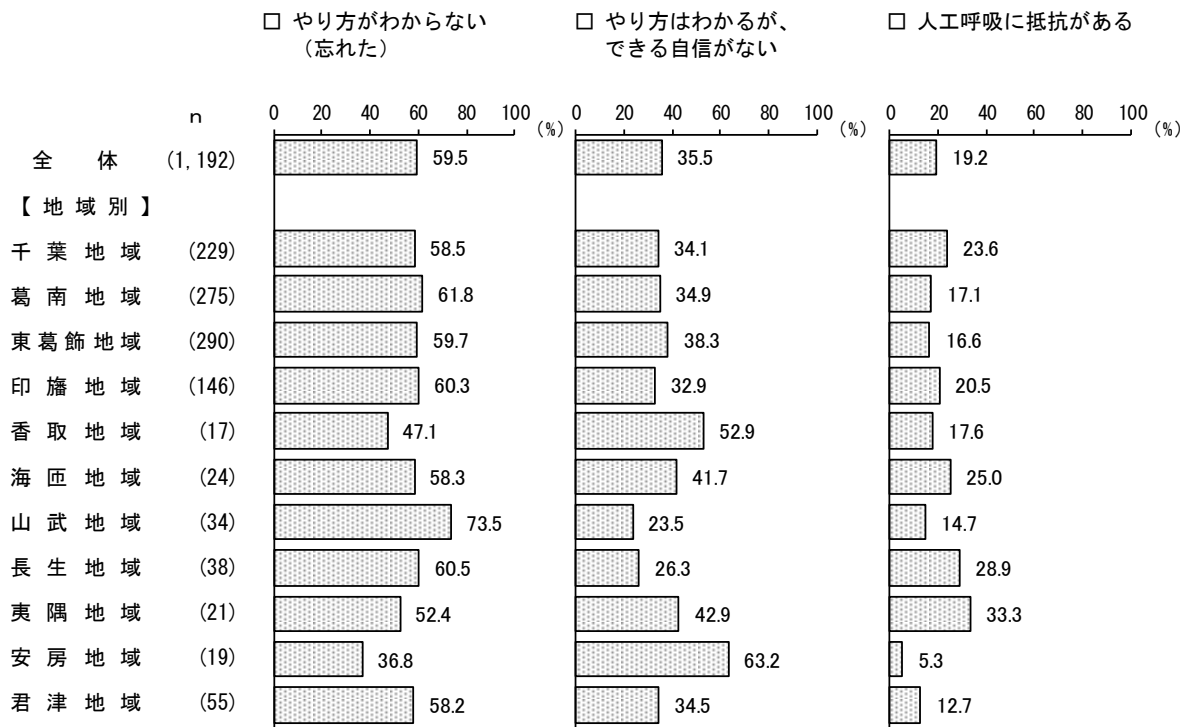 □ やり方がわからない □ やり方はわかるが、 □ 人工呼吸に抵抗がある
（忘れた） できる自信がない
n 0 20 40 60 80 100 (%) 0 20 40 60 80 100 (%) 0 20 40 60 80 100 (%)
全体 (1,192) 59.5 35.5 19.2
【地域別】
千葉地域 (229) 58.5 34.1 23.6
葛南地域 (275) 61.8 34.9 17.1
東葛飾地域 (290) 59.7 38.3 16.6
印旛地域 (146) 60.3 32.9 20.5
香取地域 (17) 47.1 52.9 17.6
海匝地域 (24) 58.3 41.7 25.0
山武地域 (34) 73.5 23.5 14.7
長生地域 (38) 60.5 26.3 28.9
夷隅地域 (21) 52.4 42.9 33.3
安房地域 (19) 36.8 63.2 5.3
君津地域 (55) 58.2 34.5 12.7